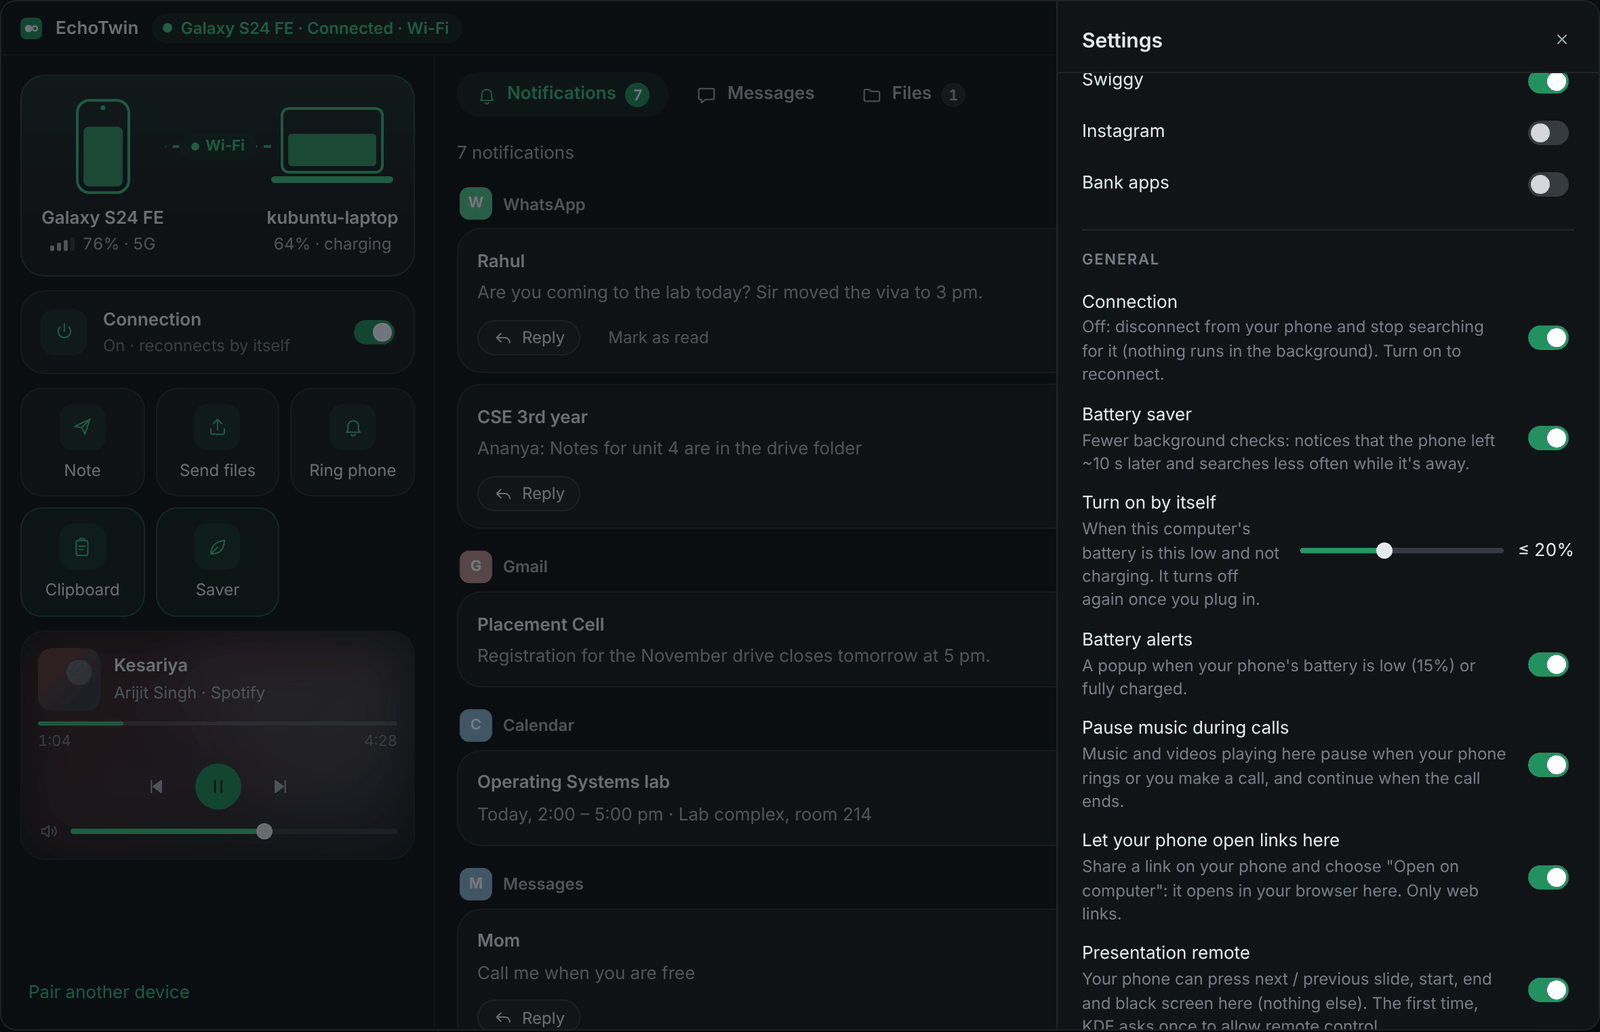 EchoTwin
Galaxy S24 FE · Connected · Wi-Fi
Wi-Fi
Galaxy S24 FE
76% · 5G
kubuntu-laptop
64% · charging
Connection
On · reconnects by itself
Note
Send files
Ring phone
Clipboard
Saver
Kesariya
Arijit Singh · Spotify
1:04
4:28
Pair another device
Notifications 7
Messages
Files 1
7 notifications
W WhatsApp
Rahul
Are you coming to the lab today? Sir moved the viva to 3 pm.
Reply
Mark as read
CSE 3rd year
Ananya: Notes for unit 4 are in the drive folder
Reply
G Gmail
Placement Cell
Registration for the November drive closes tomorrow at 5 pm.
C Calendar
Operating Systems lab
Today, 2:00 – 5:00 pm · Lab complex, room 214
M Messages
Mom
Call me when you are free
Reply
Settings
Swiggy
Instagram
Bank apps
GENERAL
Connection
Off: disconnect from your phone and stop searching
for it (nothing runs in the background). Turn on to
reconnect.
Battery saver
Fewer background checks: notices that the phone left
~10 s later and searches less often while it's away.
Turn on by itself
When this computer's
battery is this low and not
charging. It turns off
again once you plug in.
≤ 20%
Battery alerts
A popup when your phone's battery is low (15%) or
fully charged.
Pause music during calls
Music and videos playing here pause when your phone
rings or you make a call, and continue when the call
ends.
Let your phone open links here
Share a link on your phone and choose "Open on
computer": it opens in your browser here. Only web
links.
Presentation remote
Your phone can press next / previous slide, start, end
and black screen here (nothing else). The first time,
KDE asks once to allow remote control.